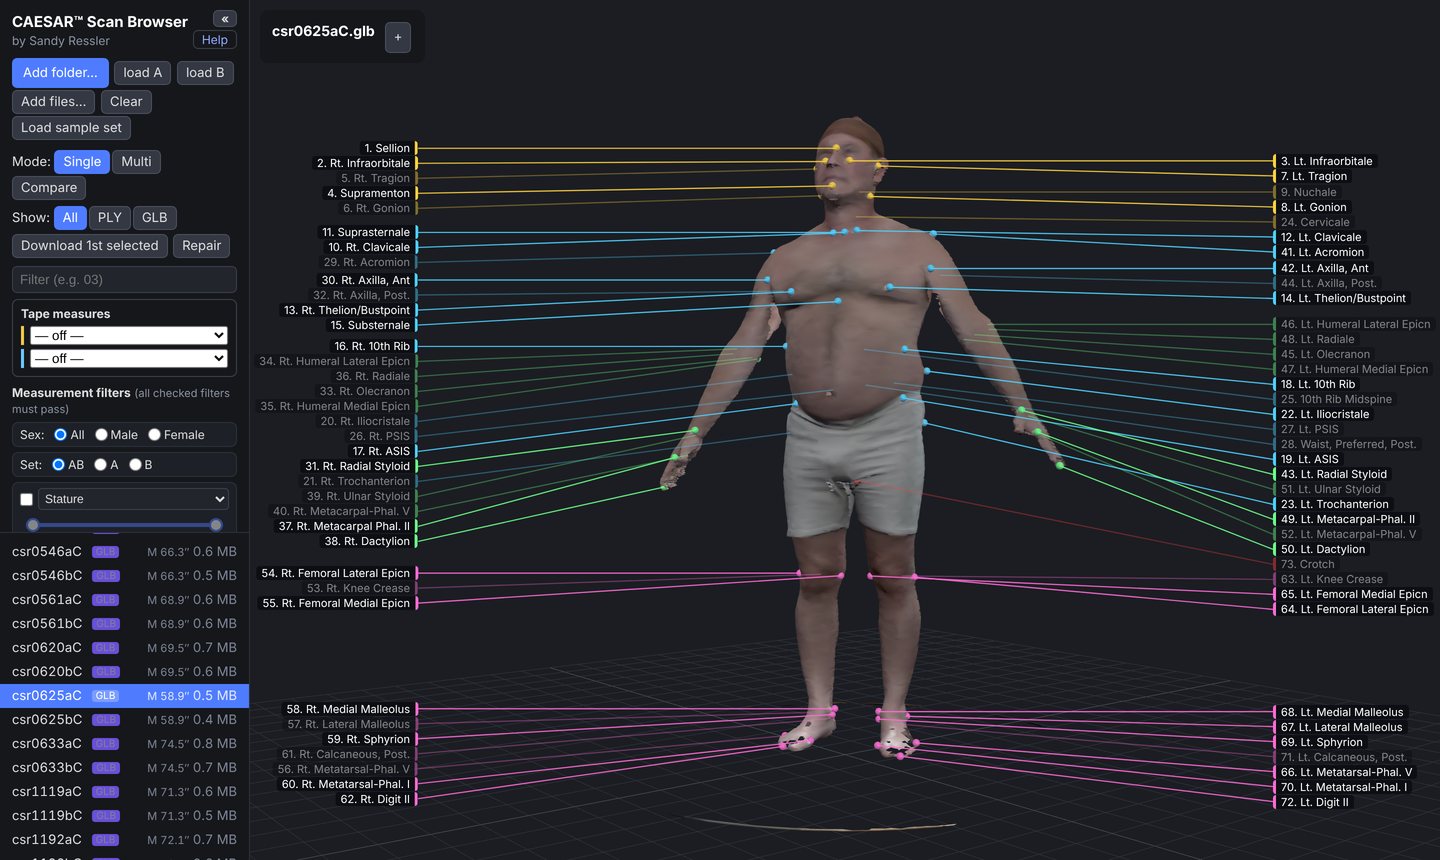 CAESAR™ Scan Browser
«
by Sandy Ressler
Help
Add folder...
load A
load B
Add files...
Clear
Load sample set
Mode:
Single
Multi
Compare
Show:
All
PLY
GLB
Download 1st selected
Repair
Filter (e.g. 03)
Tape measures
— off —
— off —
Measurement filters (all checked filters
must pass)
Sex: All Male Female
Set: AB A B
Stature
csr0546aC GLB M 66.3" 0.6 MB
csr0546bC GLB M 66.3" 0.5 MB
csr0561aC GLB M 68.9" 0.6 MB
csr0561bC GLB M 68.9" 0.6 MB
csr0620aC GLB M 69.5" 0.7 MB
csr0620bC GLB M 69.5" 0.6 MB
csr0625aC GLB M 58.9" 0.5 MB
csr0625bC GLB M 58.9" 0.4 MB
csr0633aC GLB M 74.5" 0.8 MB
csr0633bC GLB M 74.5" 0.7 MB
csr1119aC GLB M 71.3" 0.6 MB
csr1119bC GLB M 71.3" 0.5 MB
csr1192aC GLB M 72.1" 0.7 MB
csr0625aC.glb
+
1. Sellion
2. Rt. Infraorbitale
5. Rt. Tragion
4. Supramenton
6. Rt. Gonion
11. Suprasternale
10. Rt. Clavicale
29. Rt. Acromion
30. Rt. Axilla, Ant
32. Rt. Axilla, Post.
13. Rt. Thelion/Bustpoint
15. Substernale
16. Rt. 10th Rib
34. Rt. Humeral Lateral Epicn
36. Rt. Radiale
33. Rt. Olecranon
35. Rt. Humeral Medial Epicn
20. Rt. Iliocristale
26. Rt. PSIS
17. Rt. ASIS
31. Rt. Radial Styloid
21. Rt. Trochanterion
39. Rt. Ulnar Styloid
40. Rt. Metacarpal-Phal. V
37. Rt. Metacarpal Phal. II
38. Rt. Dactylion
54. Rt. Femoral Lateral Epicn
53. Rt. Knee Crease
55. Rt. Femoral Medial Epicn
58. Rt. Medial Malleolus
57. Rt. Lateral Malleolus
59. Rt. Sphyrion
61. Rt. Calcaneous, Post.
56. Rt. Metatarsal-Phal. V
60. Rt. Metatarsal-Phal. I
62. Rt. Digit II
3. Lt. Infraorbitale
7. Lt. Tragion
9. Nuchale
8. Lt. Gonion
24. Cervicale
12. Lt. Clavicale
41. Lt. Acromion
42. Lt. Axilla, Ant
44. Lt. Axilla, Post.
14. Lt. Thelion/Bustpoint
46. Lt. Humeral Lateral Epicn
48. Lt. Radiale
45. Lt. Olecranon
47. Lt. Humeral Medial Epicn
18. Lt. 10th Rib
25. 10th Rib Midspine
22. Lt. Iliocristale
27. Lt. PSIS
28. Waist, Preferred, Post.
19. Lt. ASIS
43. Lt. Radial Styloid
51. Lt. Ulnar Styloid
23. Lt. Trochanterion
49. Lt. Metacarpal-Phal. II
52. Lt. Metacarpal-Phal. V
50. Lt. Dactylion
73. Crotch
63. Lt. Knee Crease
65. Lt. Femoral Medial Epicn
64. Lt. Femoral Lateral Epicn
68. Lt. Medial Malleolus
67. Lt. Lateral Malleolus
69. Lt. Sphyrion
71. Lt. Calcaneous, Post.
66. Lt. Metatarsal-Phal. V
70. Lt. Metatarsal-Phal. I
72. Lt. Digit II